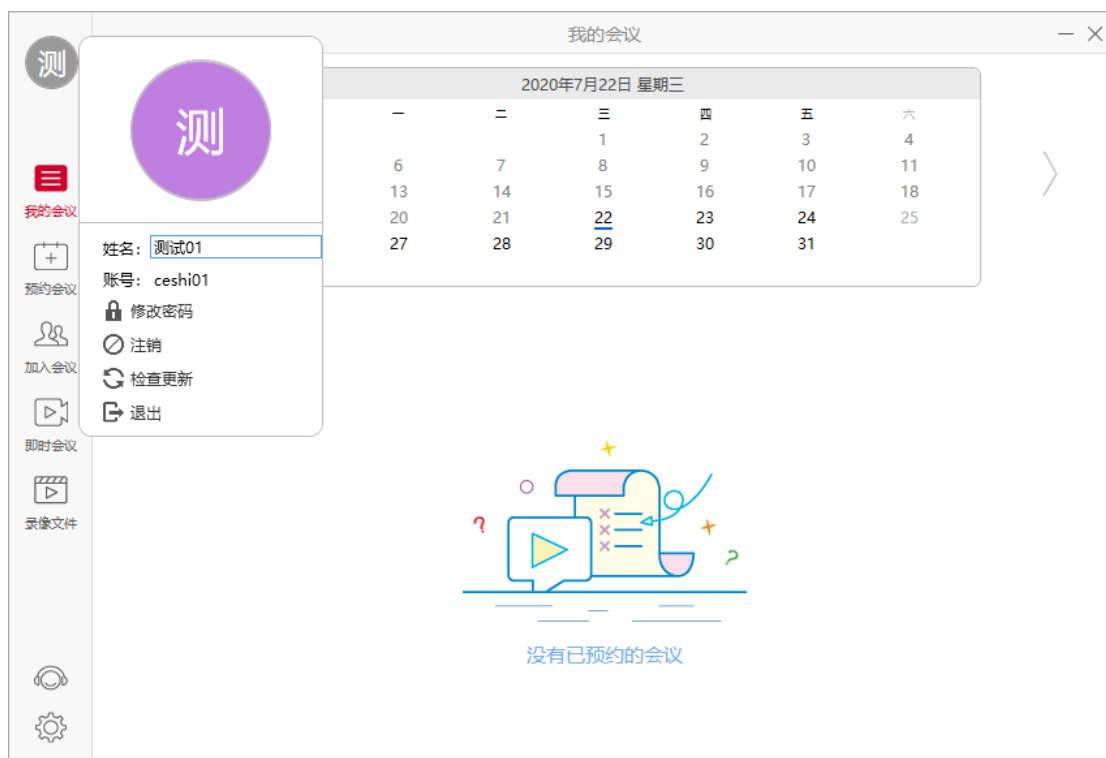 我的会议
测
测
姓名： 测试01
账号： ceshi01
修改密码
注销
检查更新
退出
我的会议
预约会议
加入会议
即时会议
录像文件
2020年7月22日 星期三
一 二 三 四 五 六
1 2 3 4
6 7 8 9 10 11
13 14 15 16 17 18
20 21 22 23 24 25
27 28 29 30 31
没有已预约的会议